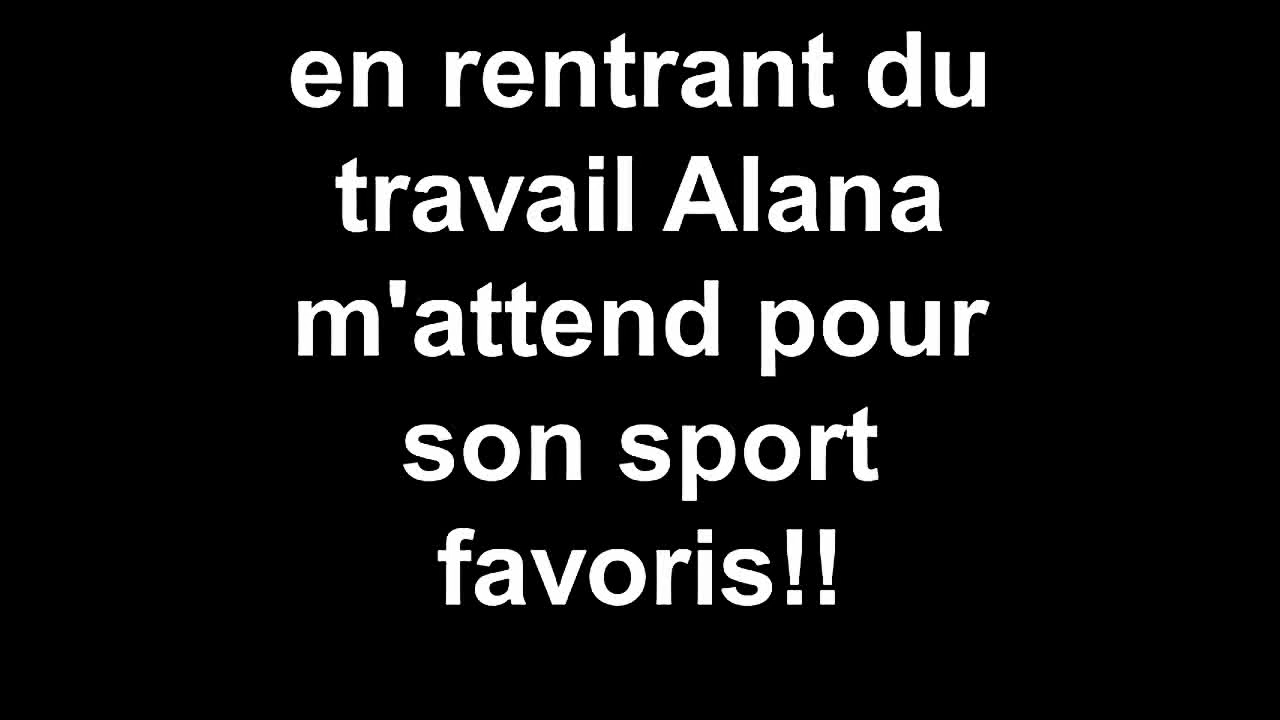 en rentrant du
travail Alana
m'attend pour
son sport
favoris!!